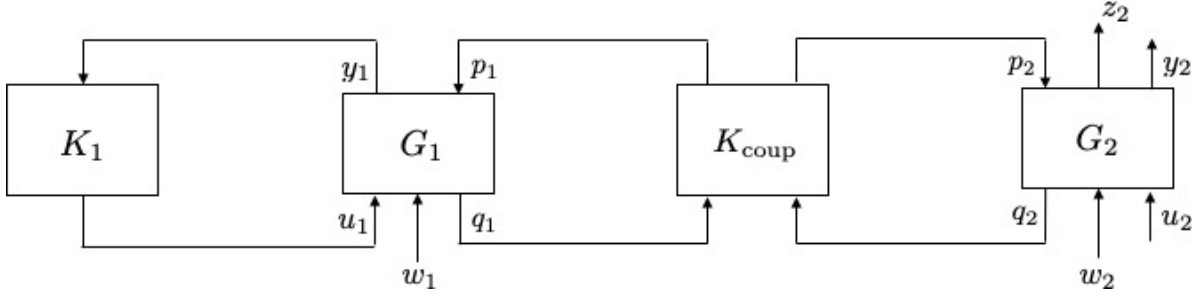 z₂
y₁
p₁
p₂
y₂
K₁
G₁
K_coup
G₂
u₁
q₁
q₂
u₂
w₁
w₂